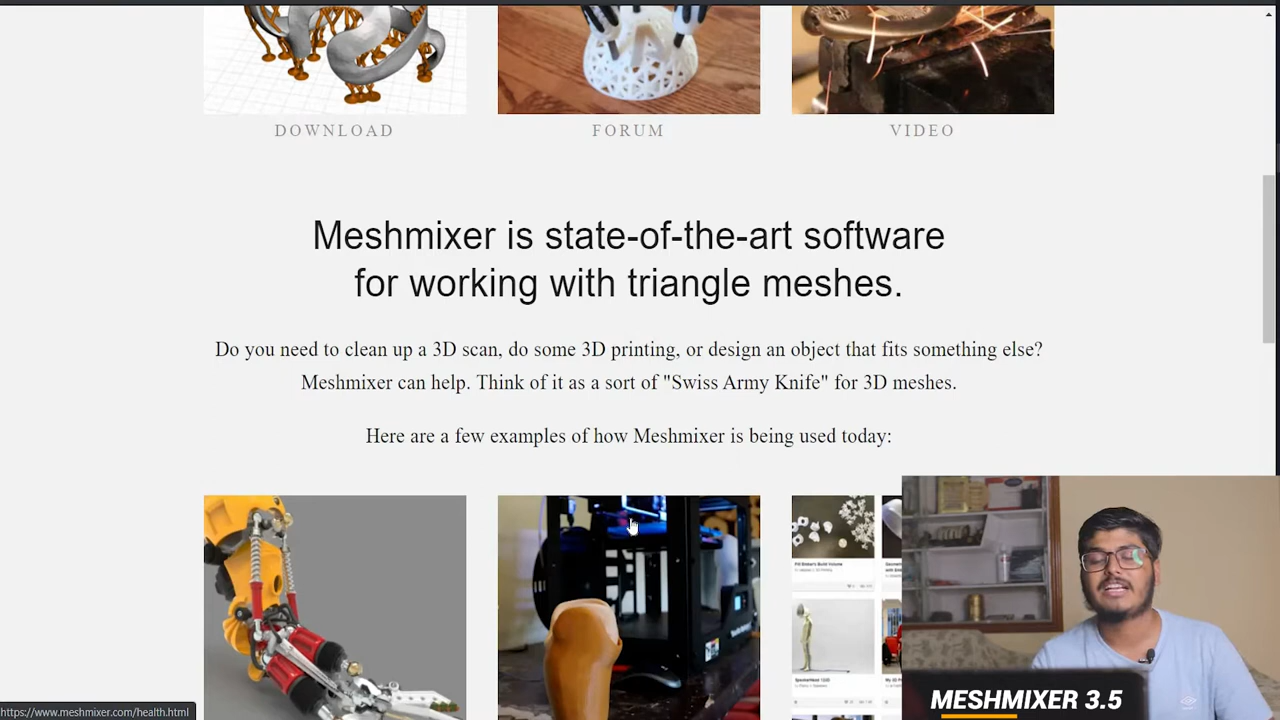 DOWNLOAD
FORUM
VIDEO
Meshmixer is state-of-the-art software
for working with triangle meshes.
Do you need to clean up a 3D scan, do some 3D printing, or design an object that fits something else?
Meshmixer can help. Think of it as a sort of "Swiss Army Knife" for 3D meshes.
Here are a few examples of how Meshmixer is being used today:
https://www.meshmixer.com/health.html
MESHMIXER 3.5